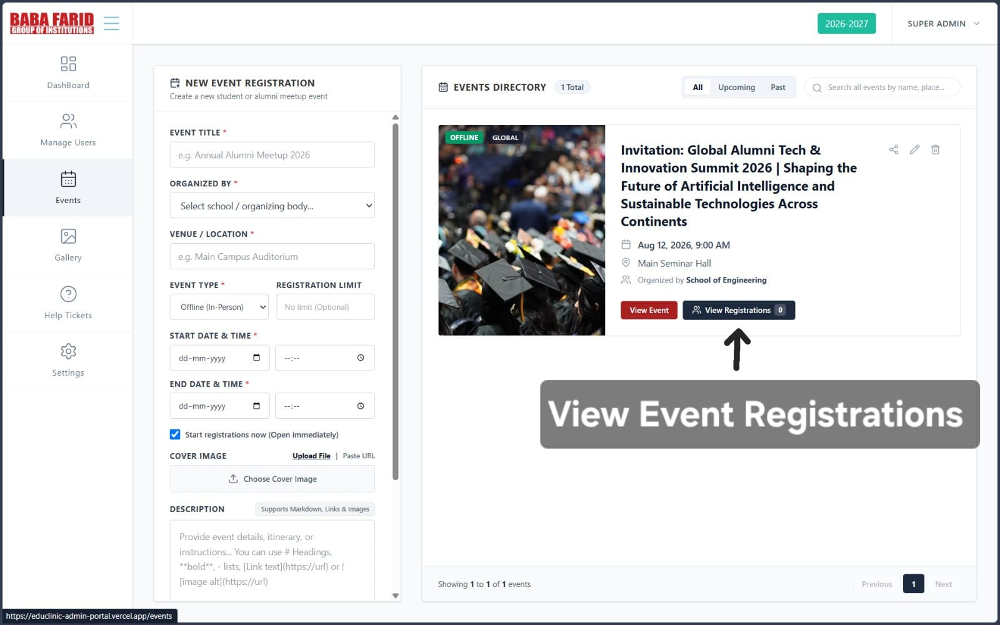 BABA FARID
GROUP OF INSTITUTIONS
2026-2027
SUPER ADMIN
DashBoard
Manage Users
Events
Gallery
Help Tickets
Settings
NEW EVENT REGISTRATION
Create a new student or alumni meetup event
EVENT TITLE *
e.g. Annual Alumni Meetup 2026
ORGANIZED BY *
Select school / organizing body...
VENUE / LOCATION *
e.g. Main Campus Auditorium
EVENT TYPE * REGISTRATION LIMIT
Offline (In-Person) No limit (Optional)
START DATE & TIME *
dd-mm-yyyy --:--
END DATE & TIME *
dd-mm-yyyy --:--
Start registrations now (Open immediately)
COVER IMAGE Upload File | Paste URL
Choose Cover Image
DESCRIPTION Supports Markdown, Links & Images
Provide event details, itinerary, or
instructions... You can use # Headings,
**bold**, - lists, [Link text](https://url) or !
[image alt](https://url)
EVENTS DIRECTORY 1 Total All Upcoming Past Search all events by name, place...
OFFLINE GLOBAL
Invitation: Global Alumni Tech &
Innovation Summit 2026 | Shaping the
Future of Artificial Intelligence and
Sustainable Technologies Across
Continents
Aug 12, 2026, 9:00 AM
Main Seminar Hall
Organized by School of Engineering
View Event View Registrations 0
View Event Registrations
Showing 1 to 1 of 1 events Previous 1 Next
https://educlinic-admin-portal.vercel.app/events